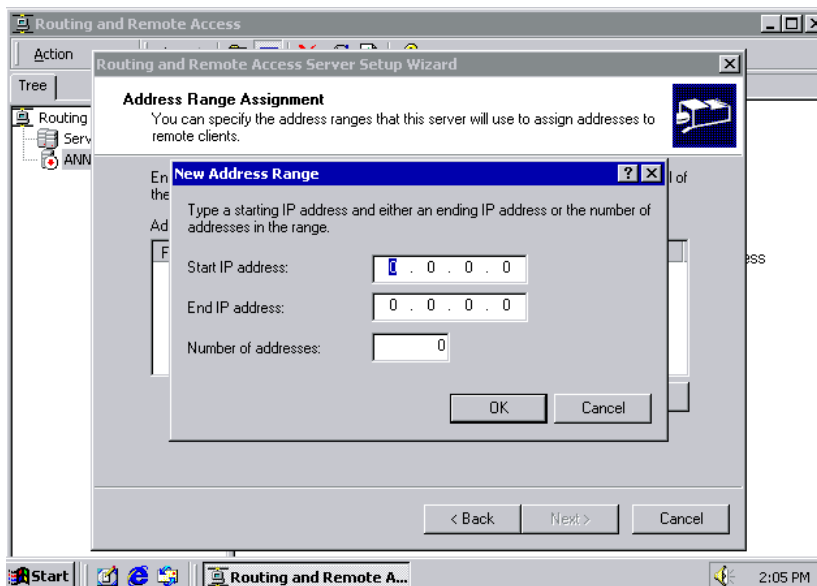 Routing and Remote Access
Action
Routing and Remote Access Server Setup Wizard
Tree
Address Range Assignment
You can specify the address ranges that this server will use to assign addresses to
remote clients.
Routing
Serv
ANN
En
l of
the
New Address Range
Type a starting IP address and either an ending IP address or the number of
addresses in the range.
Ad
F
Start IP address:
0 . 0 . 0 . 0
ess
End IP address:
0 . 0 . 0 . 0
Number of addresses:
0
OK
Cancel
< Back
Next >
Cancel
Start
Routing and Remote A...
2:05 PM